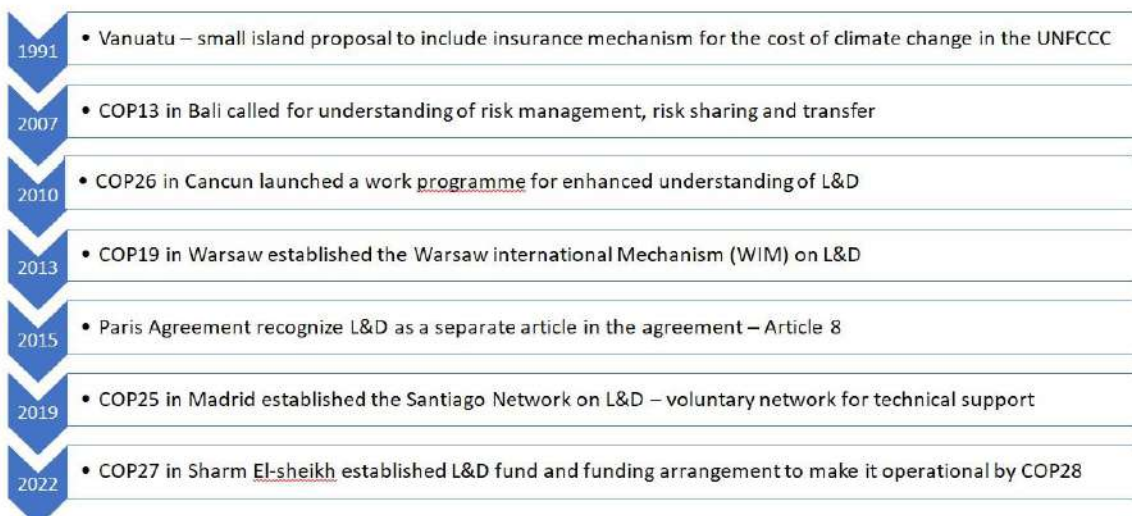 1991
• Vanuatu – small island proposal to include insurance mechanism for the cost of climate change in the UNFCCC
2007
• COP13 in Bali called for understanding of risk management, risk sharing and transfer
2010
• COP26 in Cancun launched a work programme for enhanced understanding of L&D
2013
• COP19 in Warsaw established the Warsaw international Mechanism (WIM) on L&D
2015
• Paris Agreement recognize L&D as a separate article in the agreement – Article 8
2019
• COP25 in Madrid established the Santiago Network on L&D – voluntary network for technical support
2022
• COP27 in Sharm El-sheikh established L&D fund and funding arrangement to make it operational by COP28